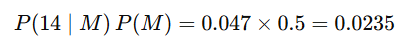 P(14 | M) P(M) = 0.047 × 0.5 = 0.0235